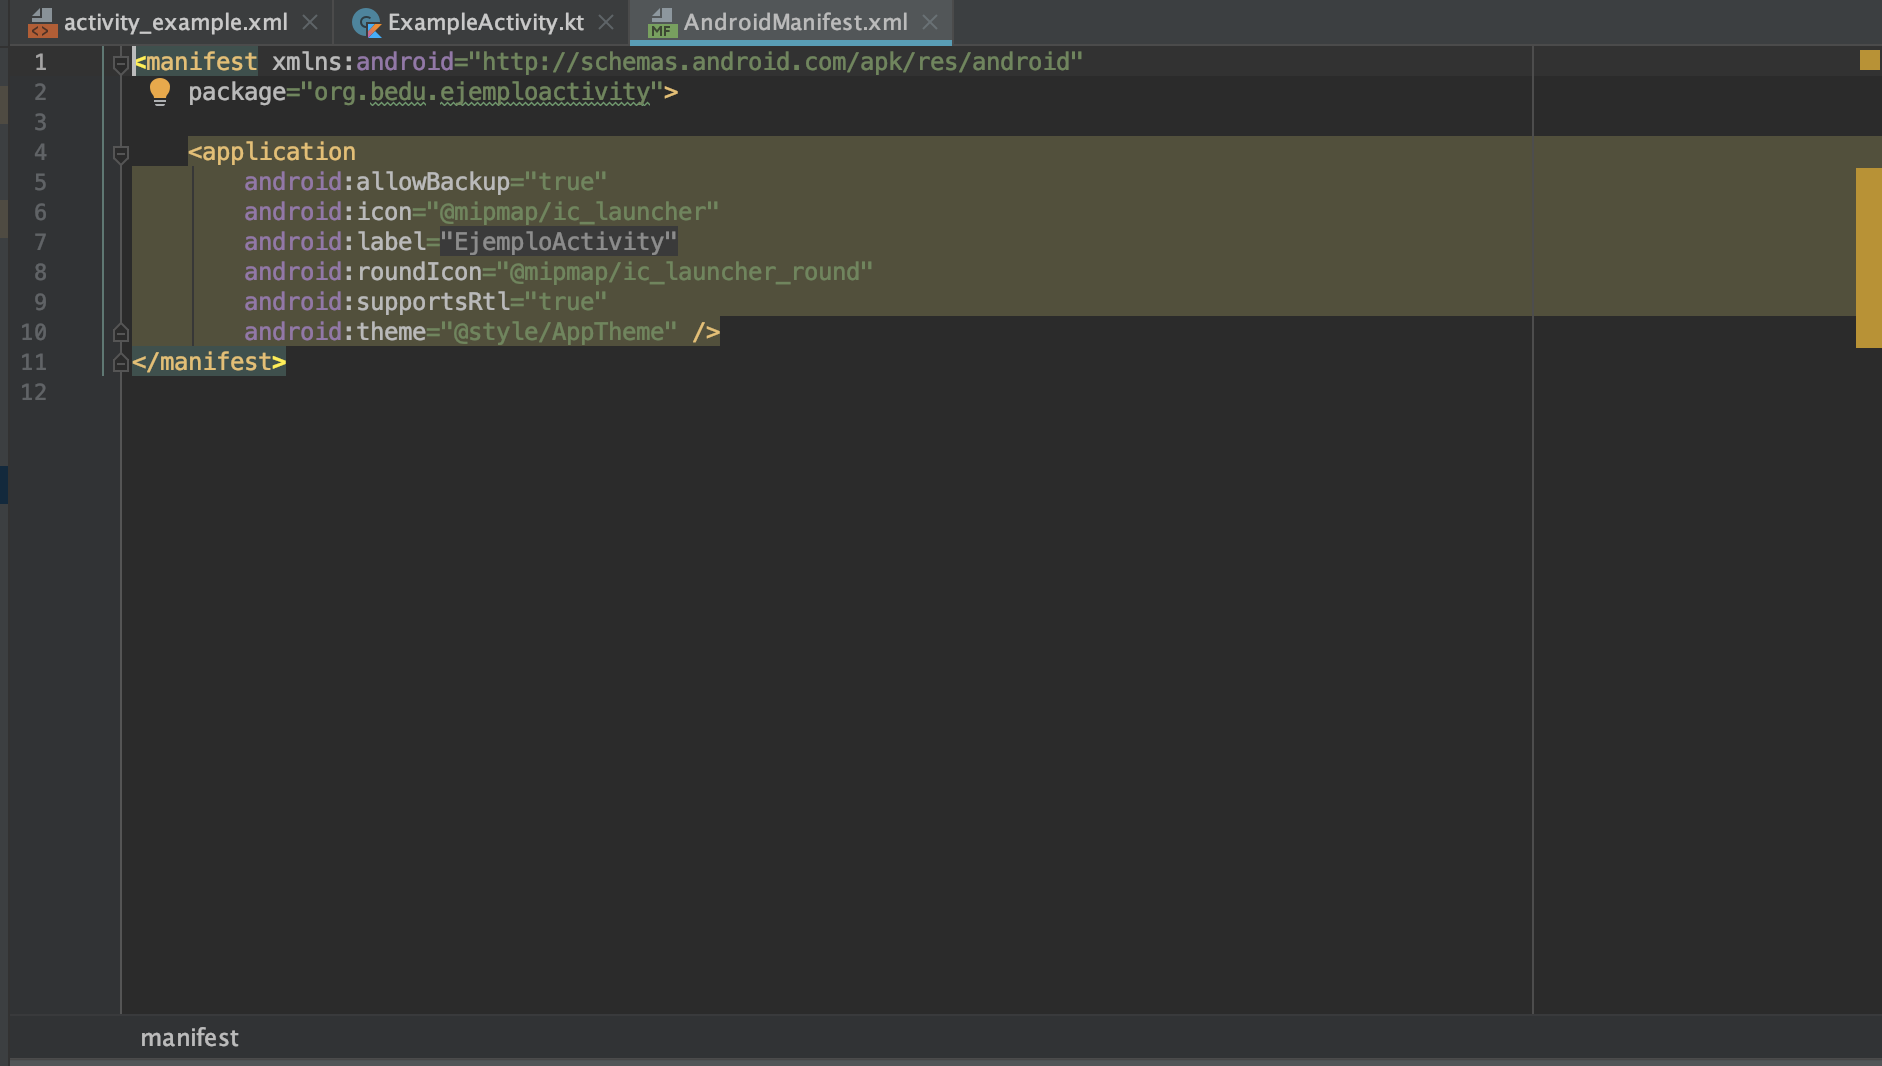 activity_example.xml ExampleActivity.kt AndroidManifest.xml
1 <manifest xmlns:android="http://schemas.android.com/apk/res/android"
2 package="org.bedu.ejemploactivity">
3
4 <application
5 android:allowBackup="true"
6 android:icon="@mipmap/ic_launcher"
7 android:label="EjemploActivity"
8 android:roundIcon="@mipmap/ic_launcher_round"
9 android:supportsRtl="true"
10 android:theme="@style/AppTheme" />
11 </manifest>
12
manifest